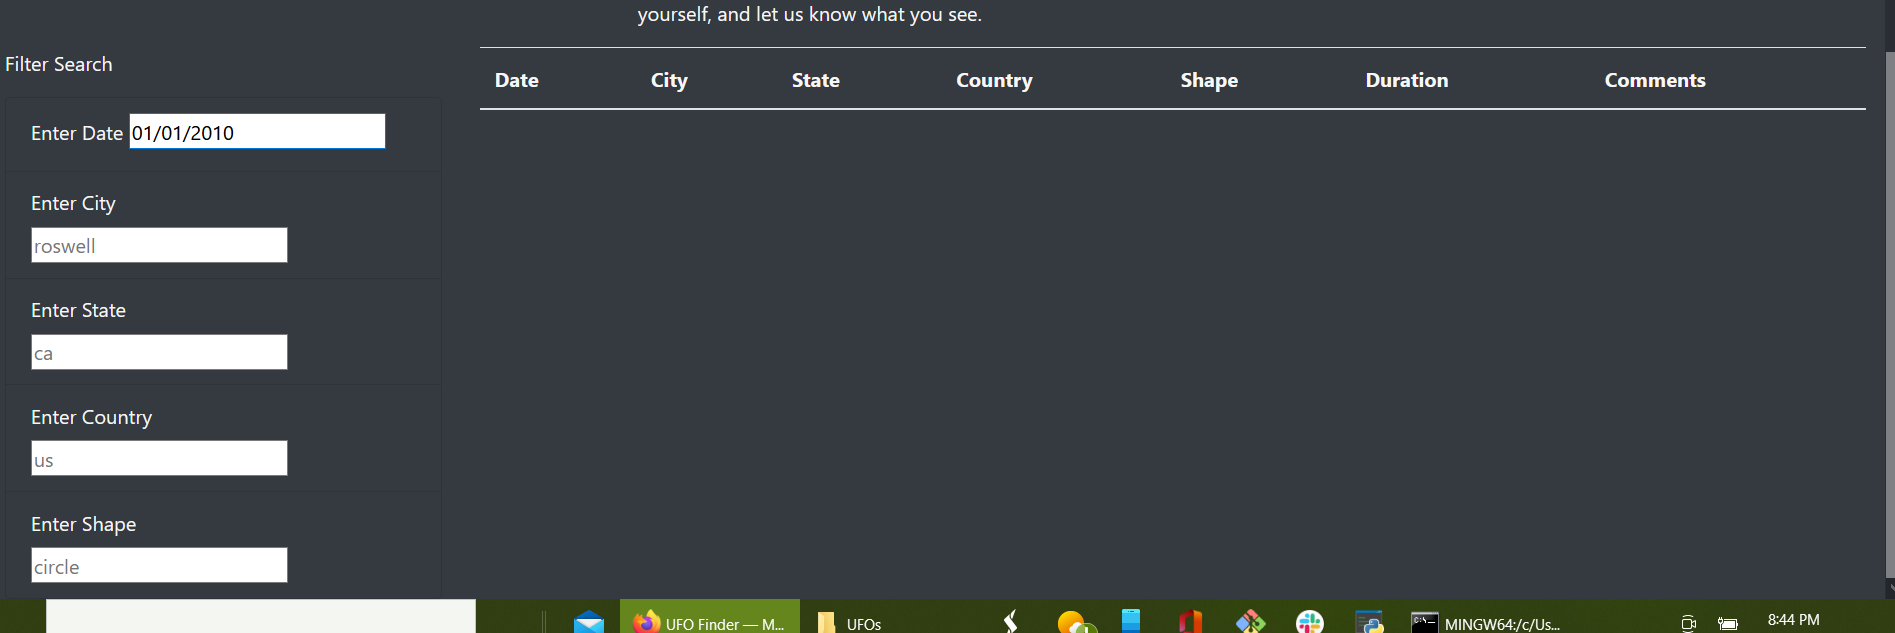 yourself, and let us know what you see.
Filter Search
Date City State Country Shape Duration Comments
Enter Date 01/01/2010
Enter City
roswell
Enter State
ca
Enter Country
us
Enter Shape
circle
UFO Finder — M... UFOs MINGW64:/c/Us... 8:44 PM